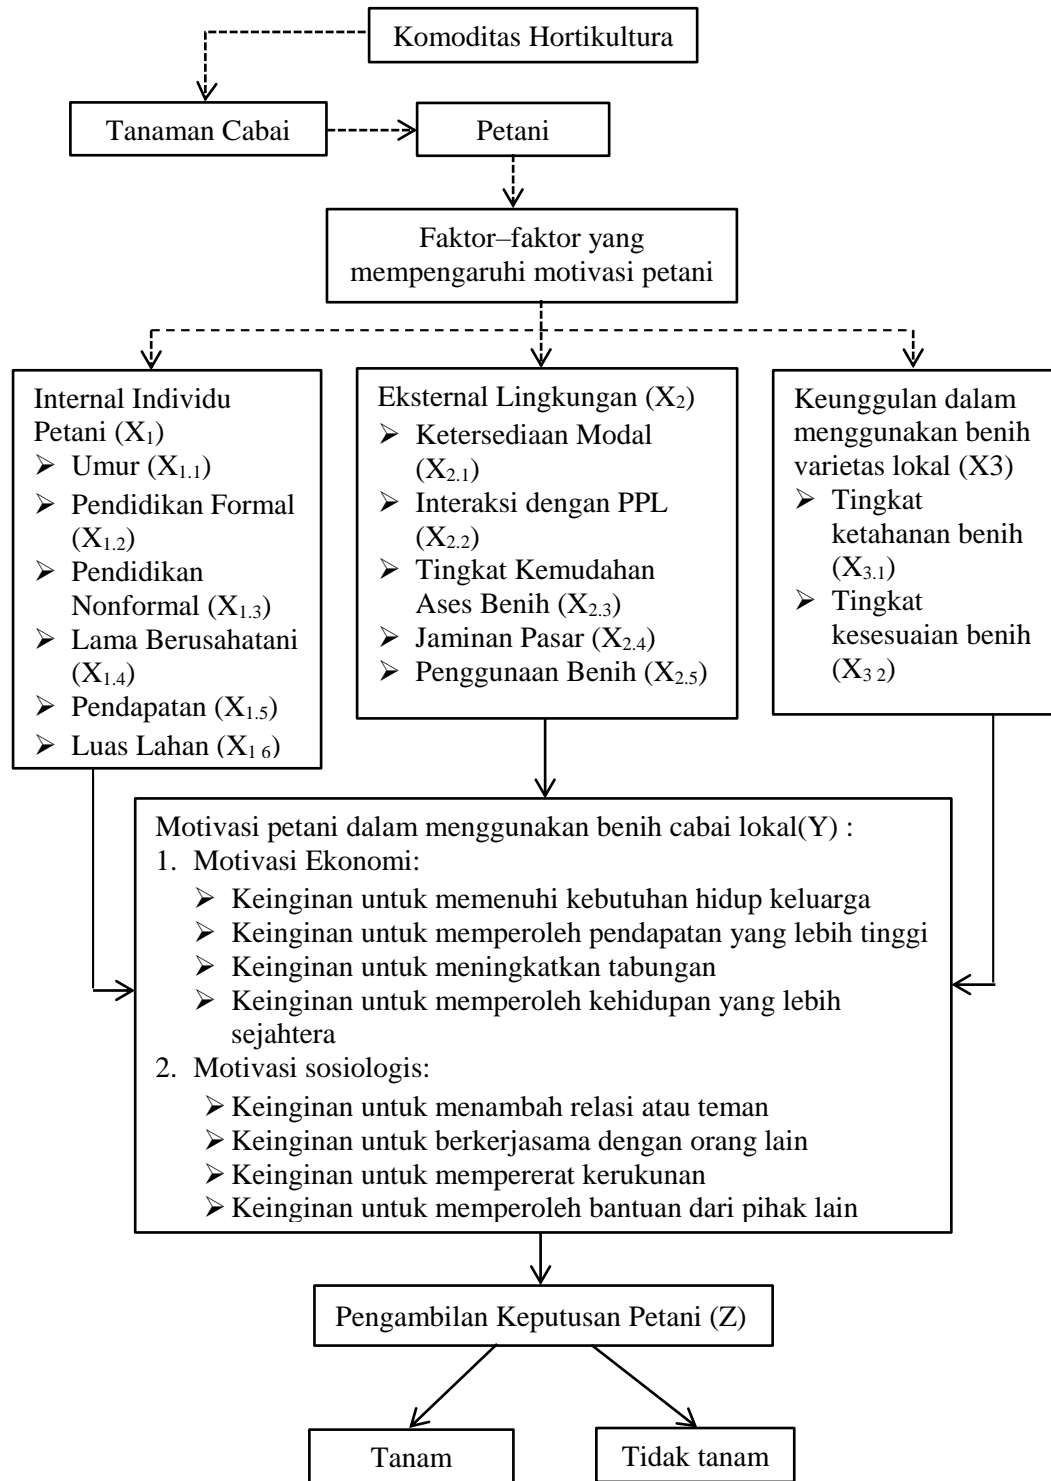 Komoditas Hortikultura
Tanaman Cabai
Petani
Faktor–faktor yang
mempengaruhi motivasi petani
Internal Individu
Petani (X₁)
➢ Umur (X₁.₁)
➢ Pendidikan Formal
(X₁.₂)
➢ Pendidikan
Nonformal (X₁.₃)
➢ Lama Berusahatani
(X₁.₄)
➢ Pendapatan (X₁.₅)
➢ Luas Lahan (X₁ ₆)
Eksternal Lingkungan (X₂)
➢ Ketersediaan Modal
(X₂.₁)
➢ Interaksi dengan PPL
(X₂.₂)
➢ Tingkat Kemudahan
Ases Benih (X₂.₃)
➢ Jaminan Pasar (X₂.₄)
➢ Penggunaan Benih (X₂.₅)
Keunggulan dalam
menggunakan benih
varietas lokal (X3)
➢ Tingkat
ketahanan benih
(X₃.₁)
➢ Tingkat
kesesuaian benih
(X₃ ₂)
Motivasi petani dalam menggunakan benih cabai lokal(Y) :
1. Motivasi Ekonomi:
➢ Keinginan untuk memenuhi kebutuhan hidup keluarga
➢ Keinginan untuk memperoleh pendapatan yang lebih tinggi
➢ Keinginan untuk meningkatkan tabungan
➢ Keinginan untuk memperoleh kehidupan yang lebih
sejahtera
2. Motivasi sosiologis:
➢ Keinginan untuk menambah relasi atau teman
➢ Keinginan untuk berkerjasama dengan orang lain
➢ Keinginan untuk mempererat kerukunan
➢ Keinginan untuk memperoleh bantuan dari pihak lain
Pengambilan Keputusan Petani (Z)
Tanam
Tidak tanam